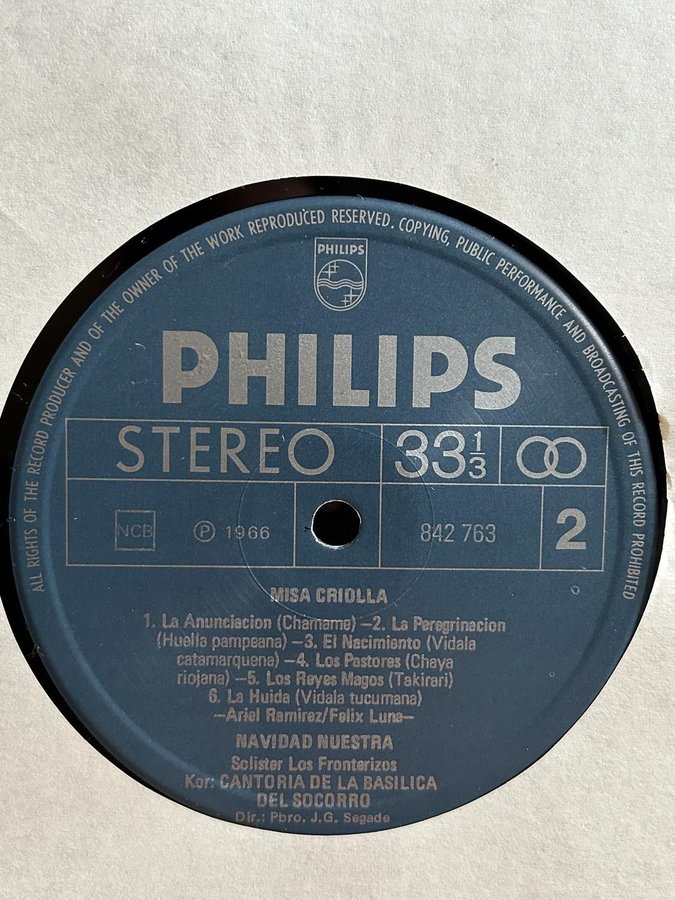 ALL RIGHTS OF THE RECORD PRODUCER AND OF THE OWNER OF THE WORK REPRODUCED RESERVED. COPYING, PUBLIC PERFORMANCE AND BROADCASTING OF THIS RECORD PROHIBITED
PHILIPS
PHILIPS
STEREO 33 1/3
NCB Ⓟ 1966 842 763 2
MISA CRIOLLA
1. La Anunciacion (Chamame) —2. La Peregrinacion
(Huella pampeana) —3. El Nacimiento (Vidala
catamarquena) —4. Los Pastores (Chaya
riojana) —5. Los Reyes Magos (Takirari)
6. La Huida (Vidala tucumana)
—Ariel Ramirez/Felix Luna—
NAVIDAD NUESTRA
Solister Los Fronterizos
Kor: CANTORIA DE LA BASILICA
DEL SOCORRO
Dir.: Pbro. J.G. Segade